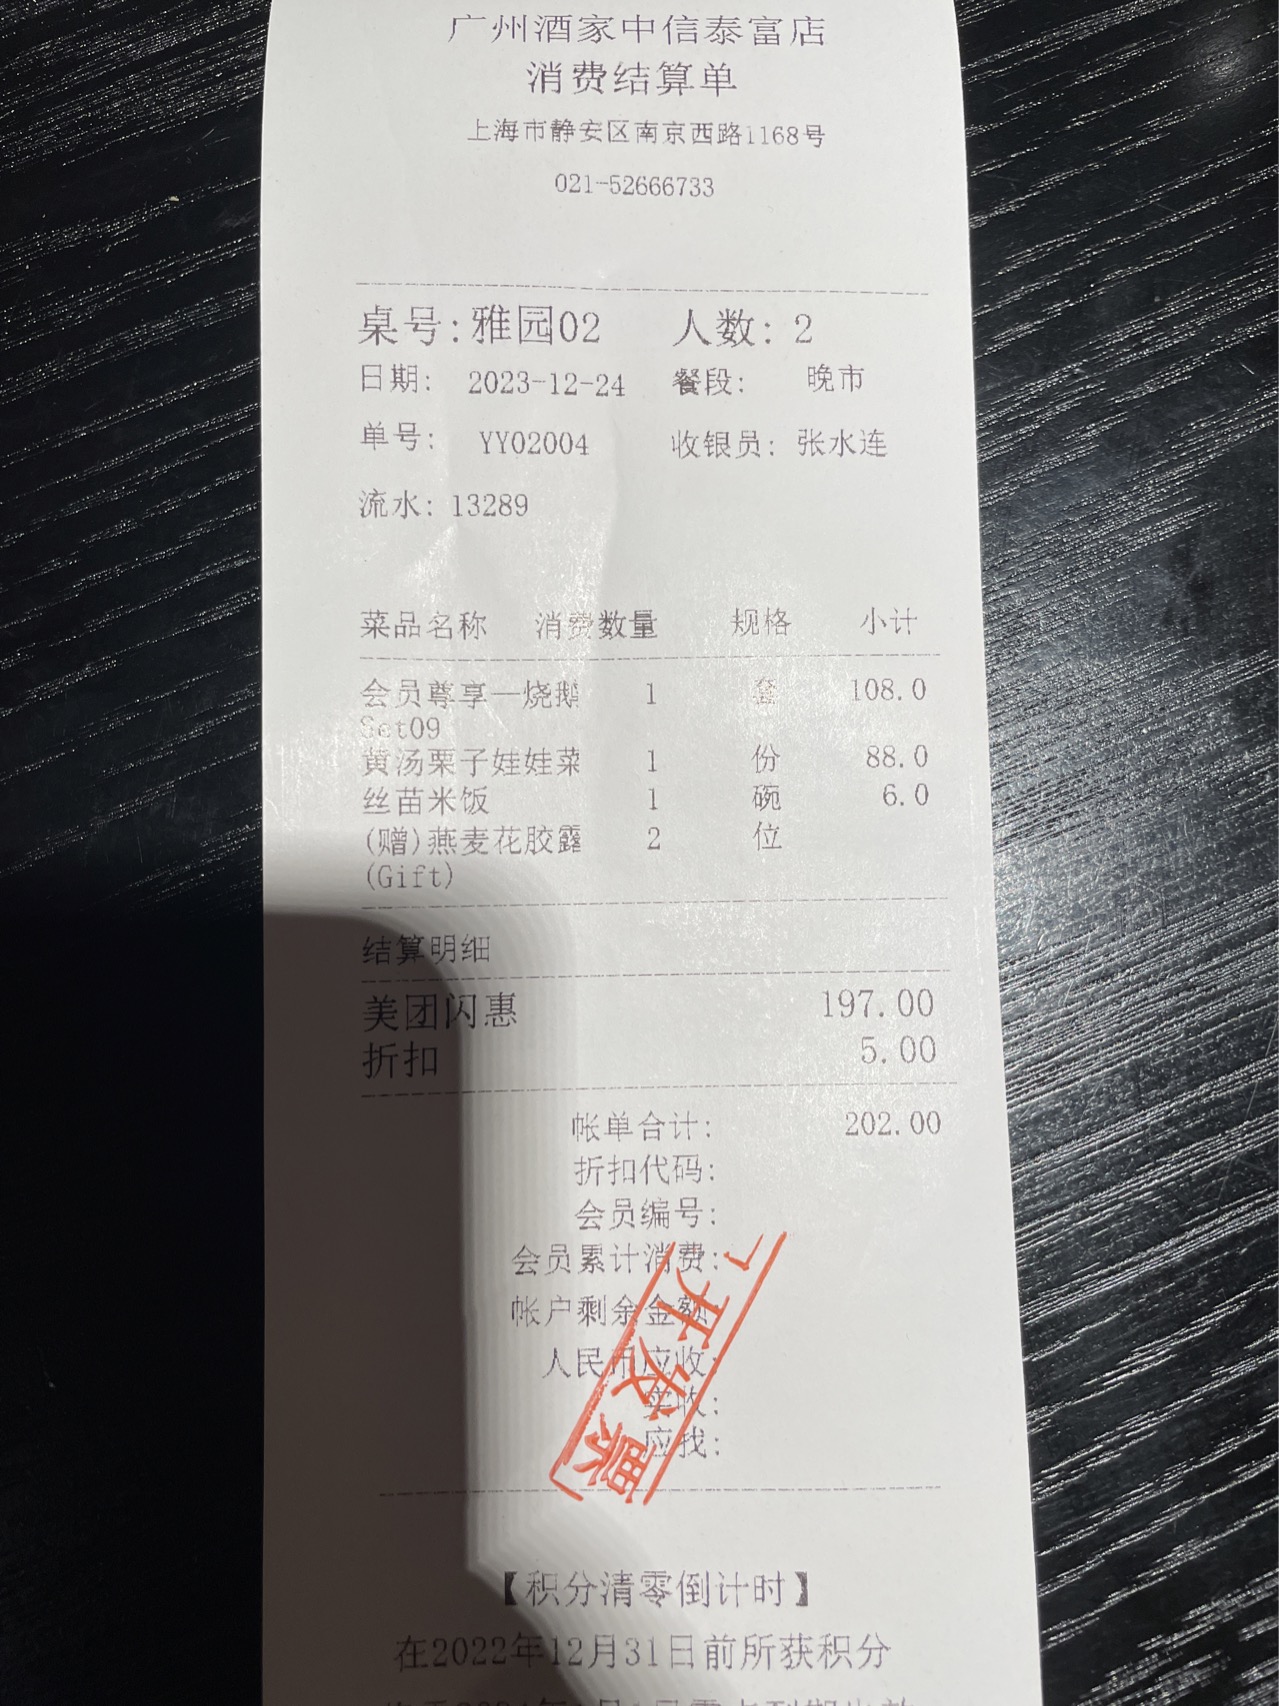 广州酒家中信泰富店
消费结算单
上海市静安区南京西路1168号
021-52666733
桌号:雅园02 人数: 2
日期: 2023-12-24 餐段: 晚市
单号: YY02004 收银员: 张水连
流水: 13289
菜品名称 消费数量 规格 小计
会员尊享一烧鹅 1 套 108.0
Set09
黄汤栗子娃娃菜 1 份 88.0
丝苗米饭 1 碗 6.0
(赠)燕麦花胶露 2 位
(Gift)
结算明细
美团闪惠 197.00
折扣 5.00
帐单合计: 202.00
折扣代码:
会员编号:
会员累计消费:
帐户剩余金额
人民币应收:
实收:
应找:
开发票
【积分清零倒计时】
在2022年12月31日前所获积分